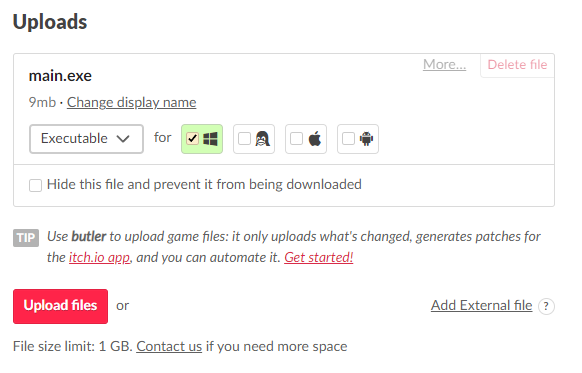 Uploads
More... Delete file
main.exe
9mb · Change display name
Executable for
Hide this file and prevent it from being downloaded
TIP Use butler to upload game files: it only uploads what's changed, generates patches for
the itch.io app, and you can automate it. Get started!
Upload files or Add External file ?
File size limit: 1 GB. Contact us if you need more space